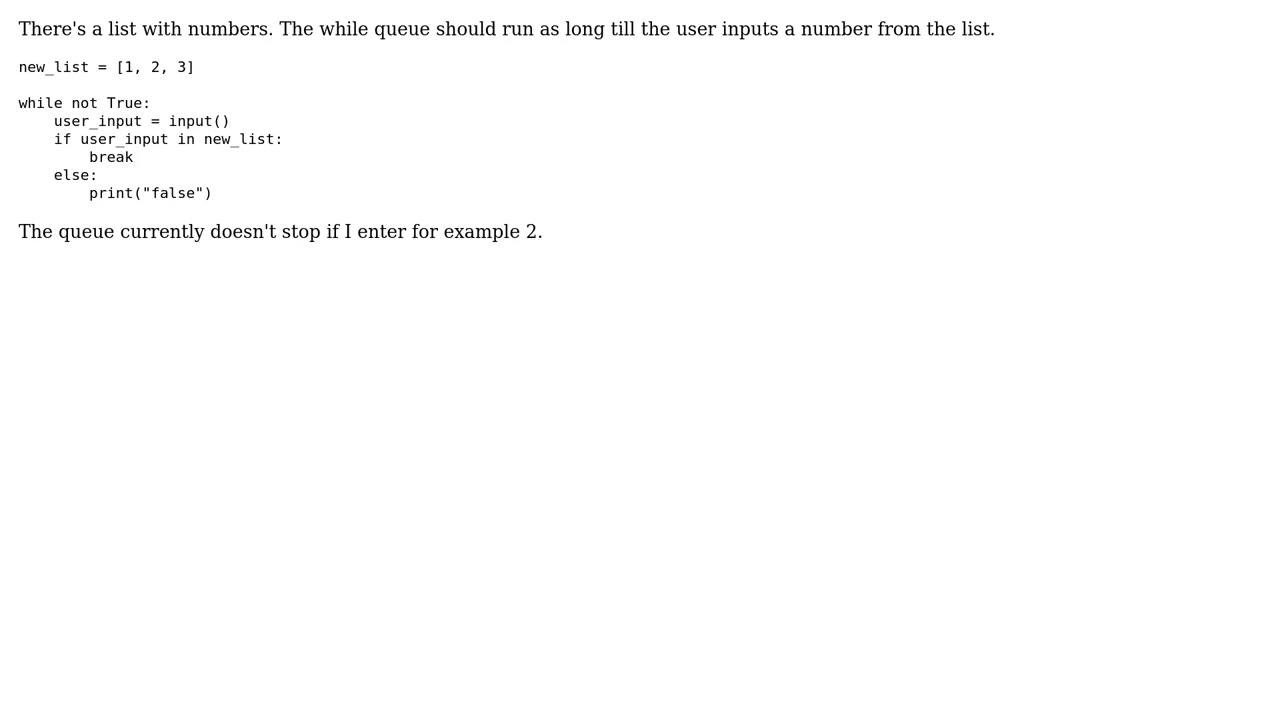 There's a list with numbers. The while queue should run as long till the user inputs a number from the list.
new_list = [1, 2, 3]
while not True:
    user_input = input()
    if user_input in new_list:
        break
    else:
        print("false")
The queue currently doesn't stop if I enter for example 2.